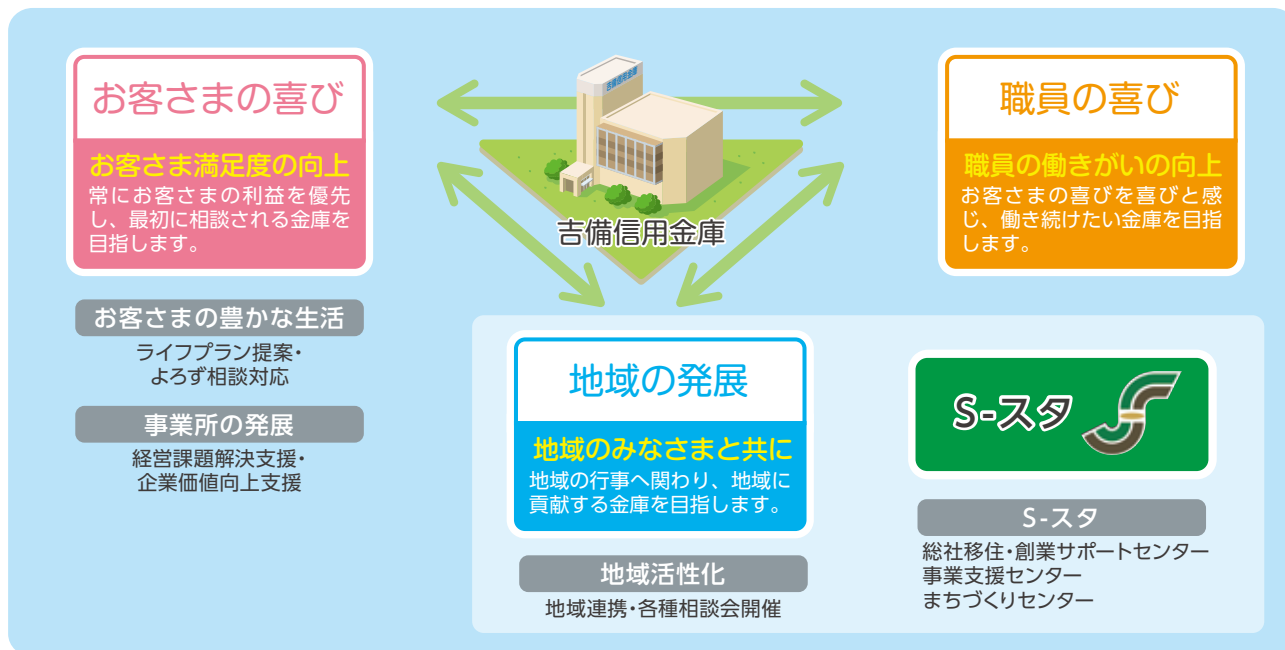 お客さまの喜び
お客さま満足度の向上
常にお客さまの利益を優先
し、最初に相談される金庫を
目指します。
お客さまの豊かな生活
ライフプラン提案・
よろず相談対応
事業所の発展
経営課題解決支援・
企業価値向上支援
吉備信用金庫
吉備信用金庫
職員の喜び
職員の働きがいの向上
お客さまの喜びを喜びと感
じ、働き続けたい金庫を目指
します。
地域の発展
地域のみなさまと共に
地域の行事へ関わり、地域に
貢献する金庫を目指します。
地域活性化
地域連携・各種相談会開催
S-スタ
S-スタ
総社移住・創業サポートセンター
事業支援センター
まちづくりセンター